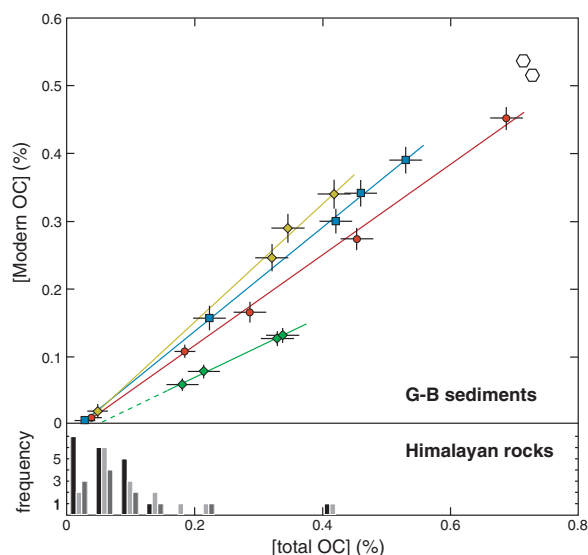 0.6
0.5
0.4
0.3
0.2
0.1
0
[Modern OC] (%)
G-B sediments
Himalayan rocks
frequency
5
3
1
0 0.2 0.4 0.6 0.8
[total OC] (%)